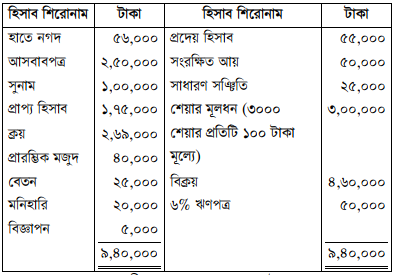 হিসাব শিরোনাম টাকা হিসাব শিরোনাম টাকা
হাতে নগদ ৫৬,০০০ প্রদেয় হিসাব ৫৫,০০০
আসবাবপত্র ২,৫০,০০০ সংরক্ষিত আয় ৫০,০০০
সুনাম ১,০০,০০০ সাধারণ সঞ্চিতি ২৫,০০০
প্রাপ্য হিসাব ১,৭৫,০০০ শেয়ার মূলধন (৩০০০ ৩,০০,০০০
ক্রয় ২,৬৯,০০০ শেয়ার প্রতিটি ১০০ টাকা
প্রারম্ভিক মজুদ ৪০,০০০ মূল্যে)
বেতন ২৫,০০০ বিক্রয় ৪,৬০,০০০
মনিহারি ২০,০০০ ৬% ঋণপত্র ৫০,০০০
বিজ্ঞাপন ৫,০০০
৯,৪০,০০০ ৯,৪০,০০০